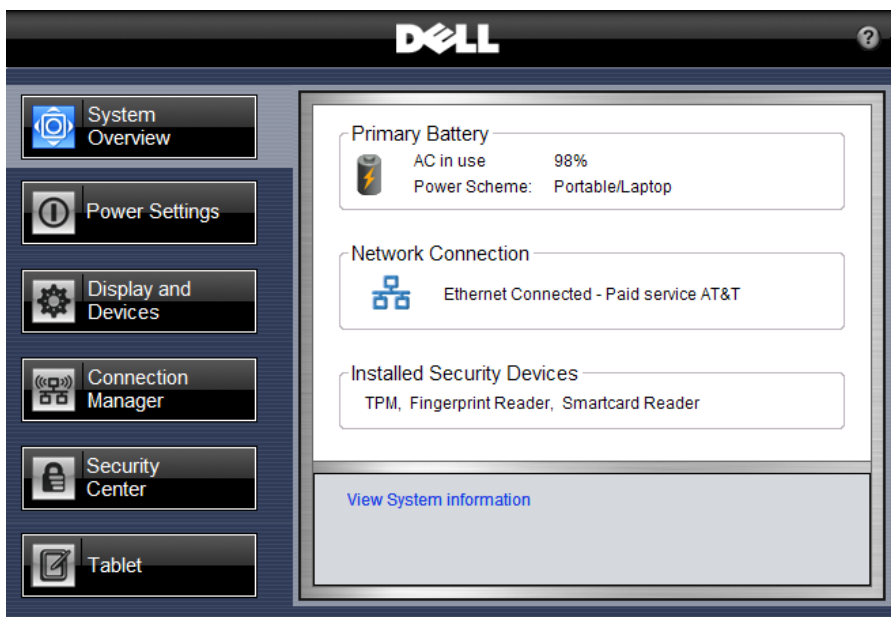 DELL
?
System
Overview
Power Settings
Display and
Devices
Connection
Manager
Security
Center
Tablet
Primary Battery
AC in use 98%
Power Scheme: Portable/Laptop
Network Connection
Ethernet Connected - Paid service AT&T
Installed Security Devices
TPM, Fingerprint Reader, Smartcard Reader
View System information